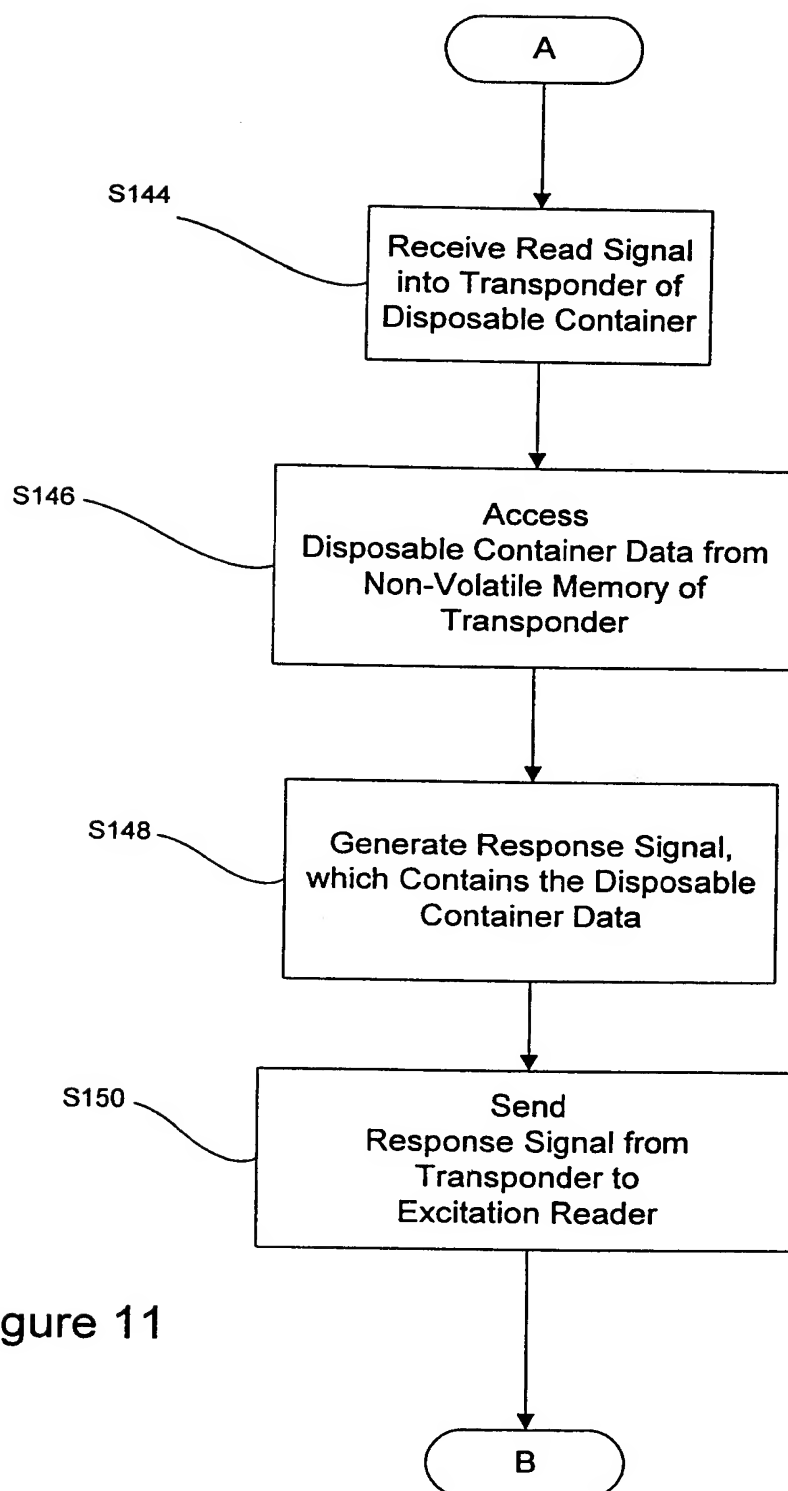 A
S144
Receive Read Signal
into Transponder of
Disposable Container
S146
Access
Disposable Container Data from
Non-Volatile Memory of
Transponder
S148
Generate Response Signal,
which Contains the Disposable
Container Data
S150
Send
Response Signal from
Transponder to
Excitation Reader
gure 11
B